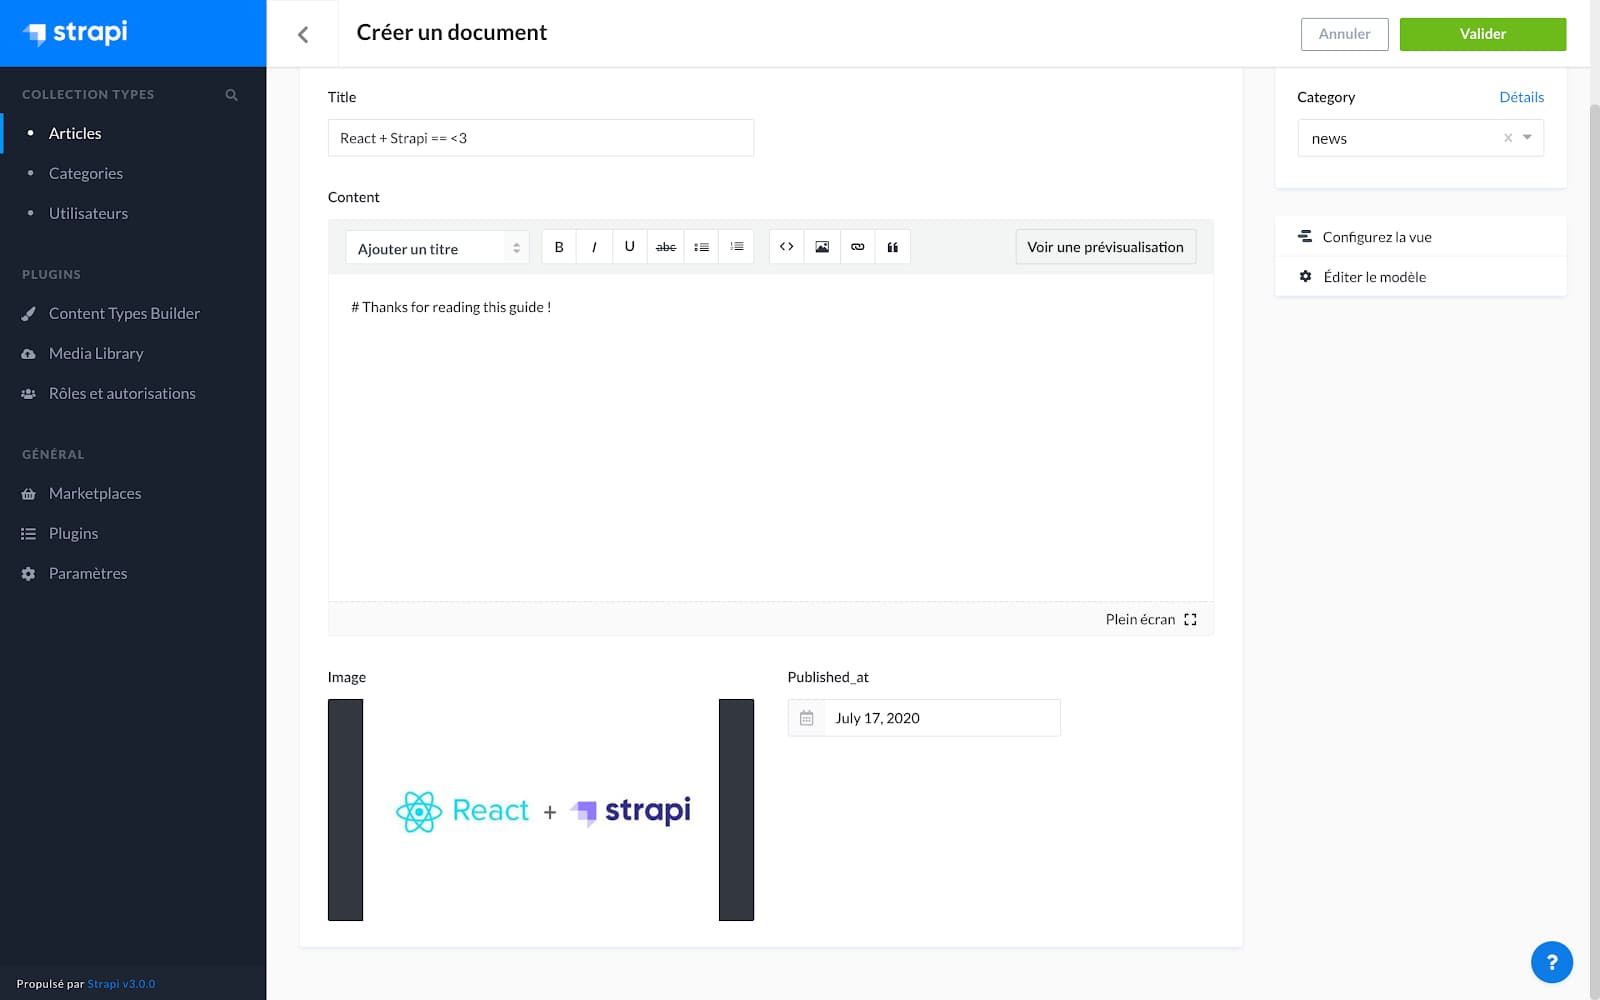 strapi
COLLECTION TYPES
Articles
Categories
Utilisateurs
PLUGINS
Content Types Builder
Media Library
Rôles et autorisations
GÉNÉRAL
Marketplaces
Plugins
Paramètres
Propulsé par Strapi v3.0.0
Créer un document
Annuler
Valider
Title
React + Strapi == <3
Content
Ajouter un titre
B I U abc
Voir une prévisualisation
# Thanks for reading this guide !
Plein écran
Image
React + strapi
Published_at
July 17, 2020
Category Détails
news
Configurez la vue
Éditer le modèle
?